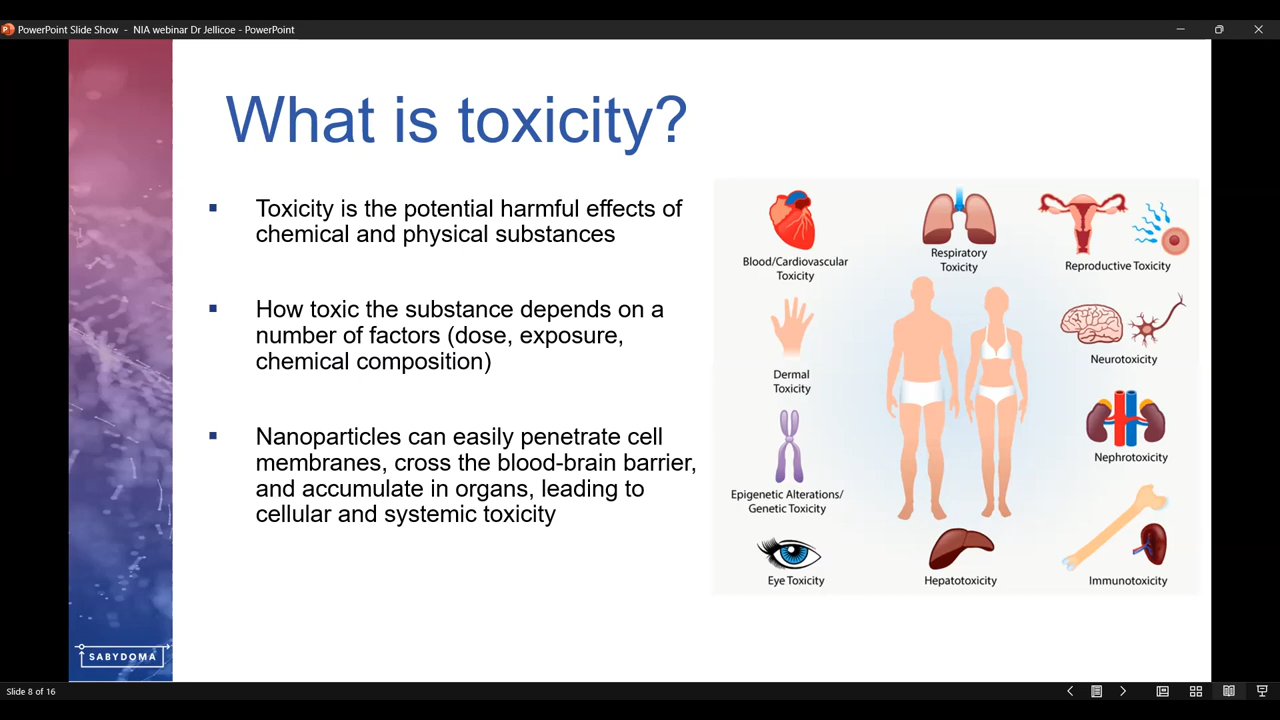 PowerPoint Slide Show - NIA webinar Dr Jellicoe - PowerPoint
What is toxicity?
Toxicity is the potential harmful effects of
chemical and physical substances
How toxic the substance depends on a
number of factors (dose, exposure,
chemical composition)
Nanoparticles can easily penetrate cell
membranes, cross the blood-brain barrier,
and accumulate in organs, leading to
cellular and systemic toxicity
Blood/Cardiovascular
Toxicity
Respiratory
Toxicity
Reproductive Toxicity
Dermal
Toxicity
Neurotoxicity
Nephrotoxicity
Epigenetic Alterations/
Genetic Toxicity
Eye Toxicity
Hepatotoxicity
Immunotoxicity
SABYDOMA
Slide 8 of 16